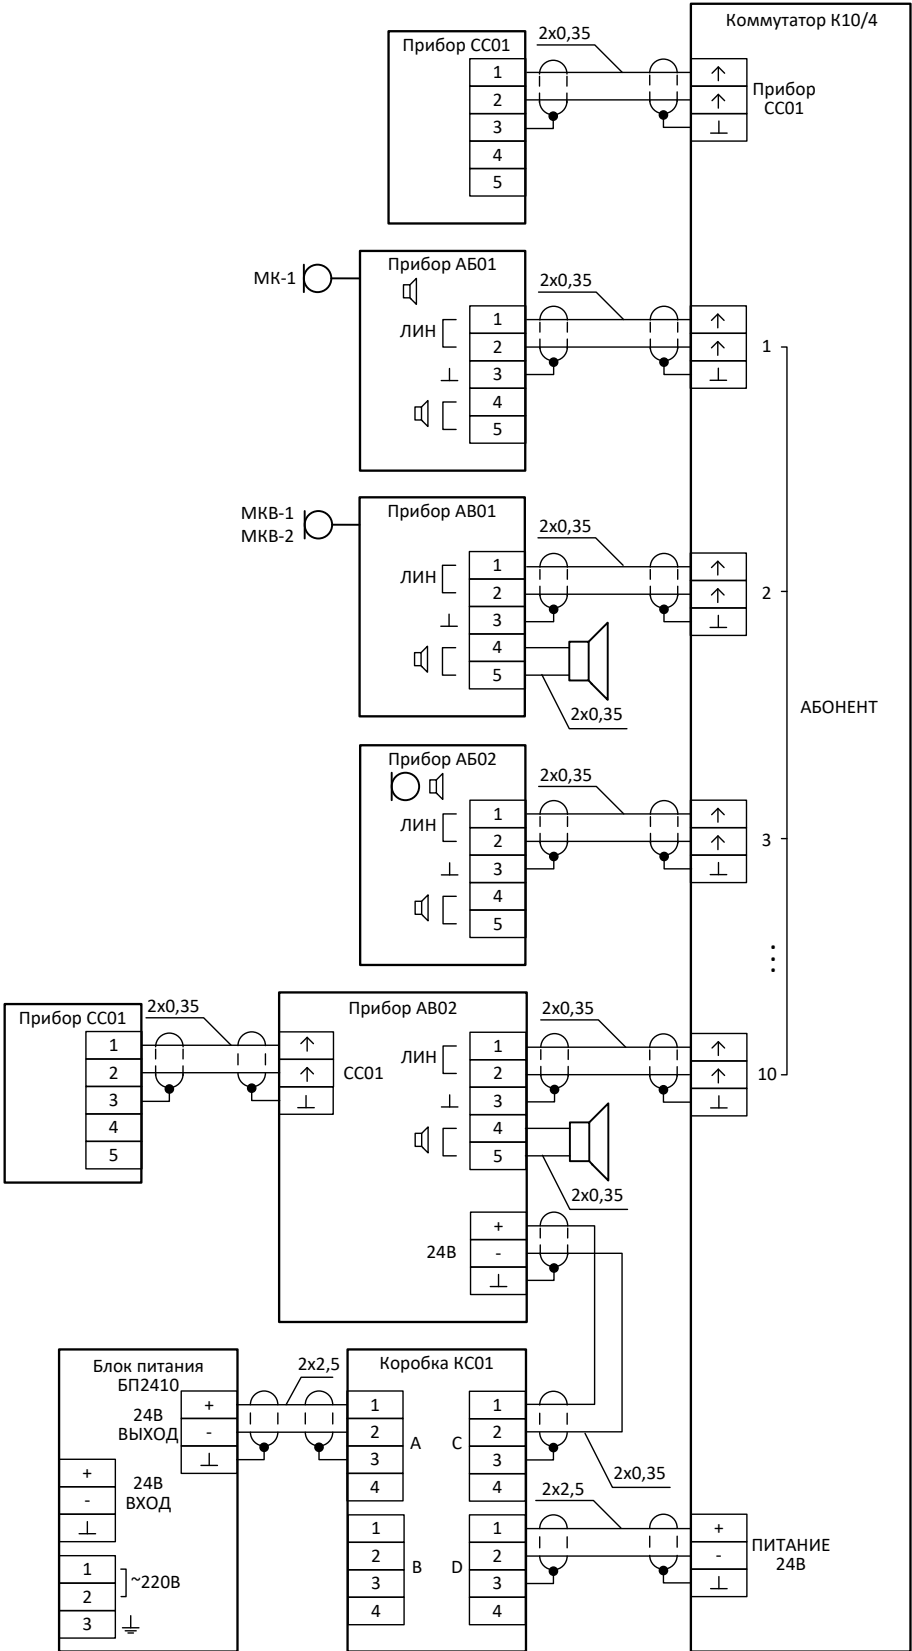 Коммутатор К10/4
Прибор СС01
2х0,35
1
2
3
4
5
Прибор
СС01
МК-1
Прибор АБ01
2х0,35
ЛИН
1
2
3
4
5
1
МКВ-1
МКВ-2
Прибор АВ01
2х0,35
ЛИН
1
2
3
4
5
2х0,35
2
АБОНЕНТ
Прибор АБ02
2х0,35
ЛИН
1
2
3
4
5
3
...
Прибор СС01
2х0,35
1
2
3
4
5
Прибор АВ02
СС01
ЛИН
1
2
3
4
5
2х0,35
2х0,35
10
24В
+
-
Блок питания
БП2410
24В
ВЫХОД
+
-
2х2,5
+
-
24В
ВХОД
1
2
3
~220В
Коробка КС01
1
2
3
4
А
1
2
3
4
В
С
1
2
3
4
2х0,35
D
1
2
3
4
2х2,5
+
-
ПИТАНИЕ
24В